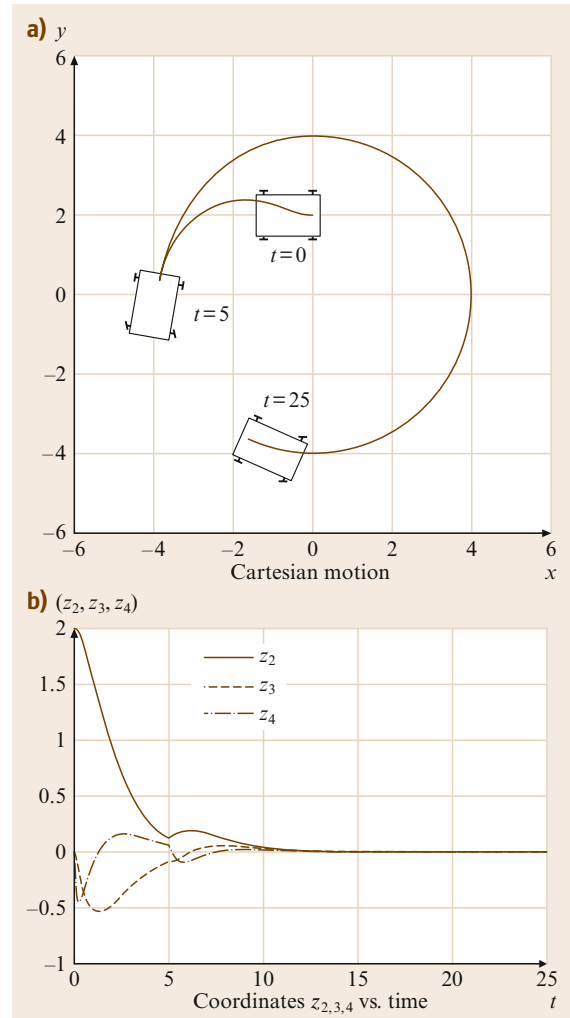 a) y
6
4
2
0
−2
−4
−6
−6 −4 −2 0 2 4 6
t=0
t=5
t=25
Cartesian motion x
b) (z₂, z₃, z₄)
2
1.5
1
0.5
0
−0.5
−1
z₂
z₃
z₄
0 5 10 15 20 25
Coordinates z₂,₃,₄ vs. time t